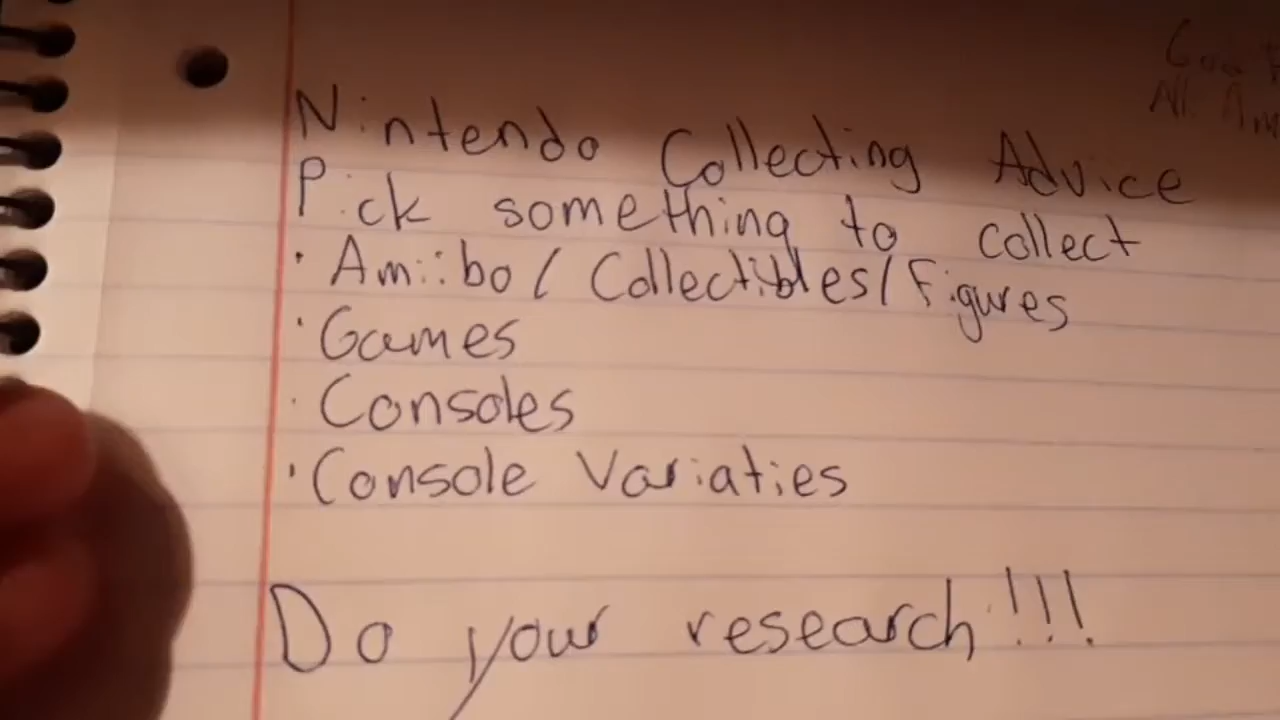 Nintendo Collecting Advice
Pick something to collect
· Amiibo / Collectibles / Figures
· Games
· Consoles
· Console Variaties
Do your research!!!